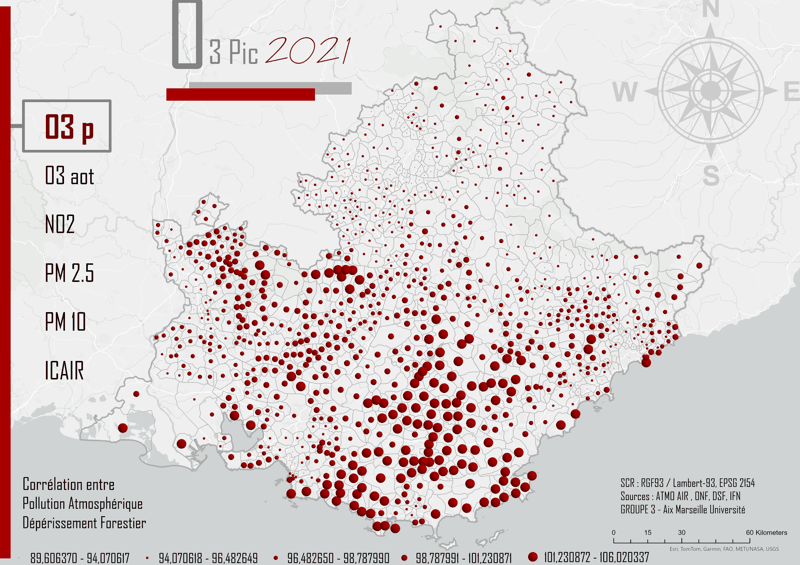 O3 Pic 2021
N
W
E
S
O3 p
O3 aot
NO2
PM 2.5
PM 10
ICAIR
Corrélation entre
Pollution Atmosphérique
Dépérissement Forestier
SCR : RGF93 / Lambert-93, EPSG 2154
Sources : ATMO AIR , ONF, DSF, IFN
GROUPE 3 - Aix Marseille Université
0 15 30 60 Kilometers
Esri, TomTom, Garmin, FAO, METI/NASA, USGS
89,606370 - 94,070617 94,070618 - 96,482649 96,482650 - 98,787990 98,787991 - 101,230871 101,230872 - 106,020337